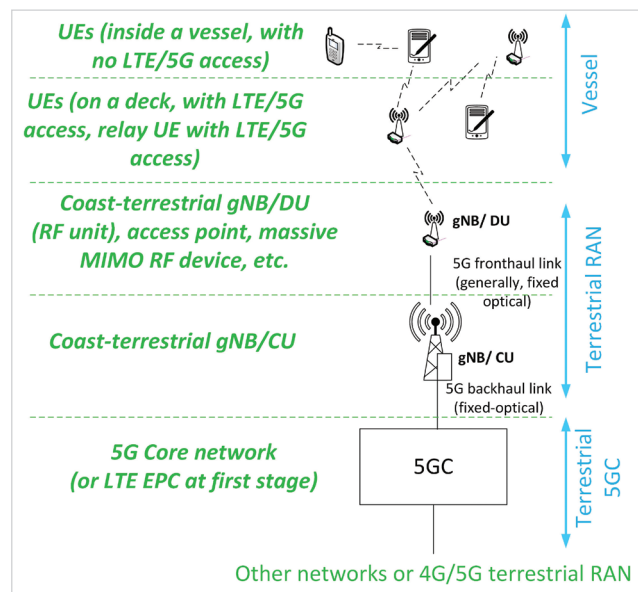 UEs (inside a vessel, with
no LTE/5G access)
UEs (on a deck, with LTE/5G
access, relay UE with LTE/5G
access)
Vessel
Coast-terrestrial gNB/DU
(RF unit), access point, massive
MIMO RF device, etc.
gNB/ DU
5G fronthaul link
(generally, fixed
optical)
Terrestrial RAN
Coast-terrestrial gNB/CU
gNB/ CU
5G backhaul link
(fixed-optical)
5G Core network
(or LTE EPC at first stage)
5GC
Terrestrial
5GC
Other networks or 4G/5G terrestrial RAN